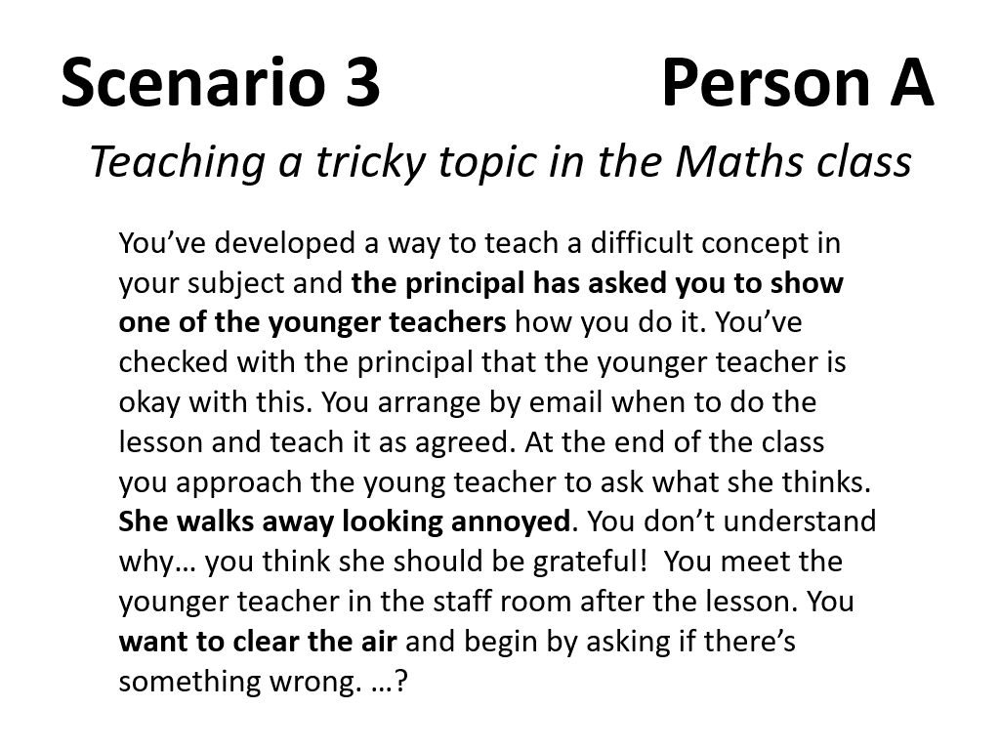 Scenario 3 Person A
Teaching a tricky topic in the Maths class
You’ve developed a way to teach a difficult concept in
your subject and the principal has asked you to show
one of the younger teachers how you do it. You’ve
checked with the principal that the younger teacher is
okay with this. You arrange by email when to do the
lesson and teach it as agreed. At the end of the class
you approach the young teacher to ask what she thinks.
She walks away looking annoyed. You don’t understand
why… you think she should be grateful!  You meet the
younger teacher in the staff room after the lesson. You
want to clear the air and begin by asking if there’s
something wrong. …?